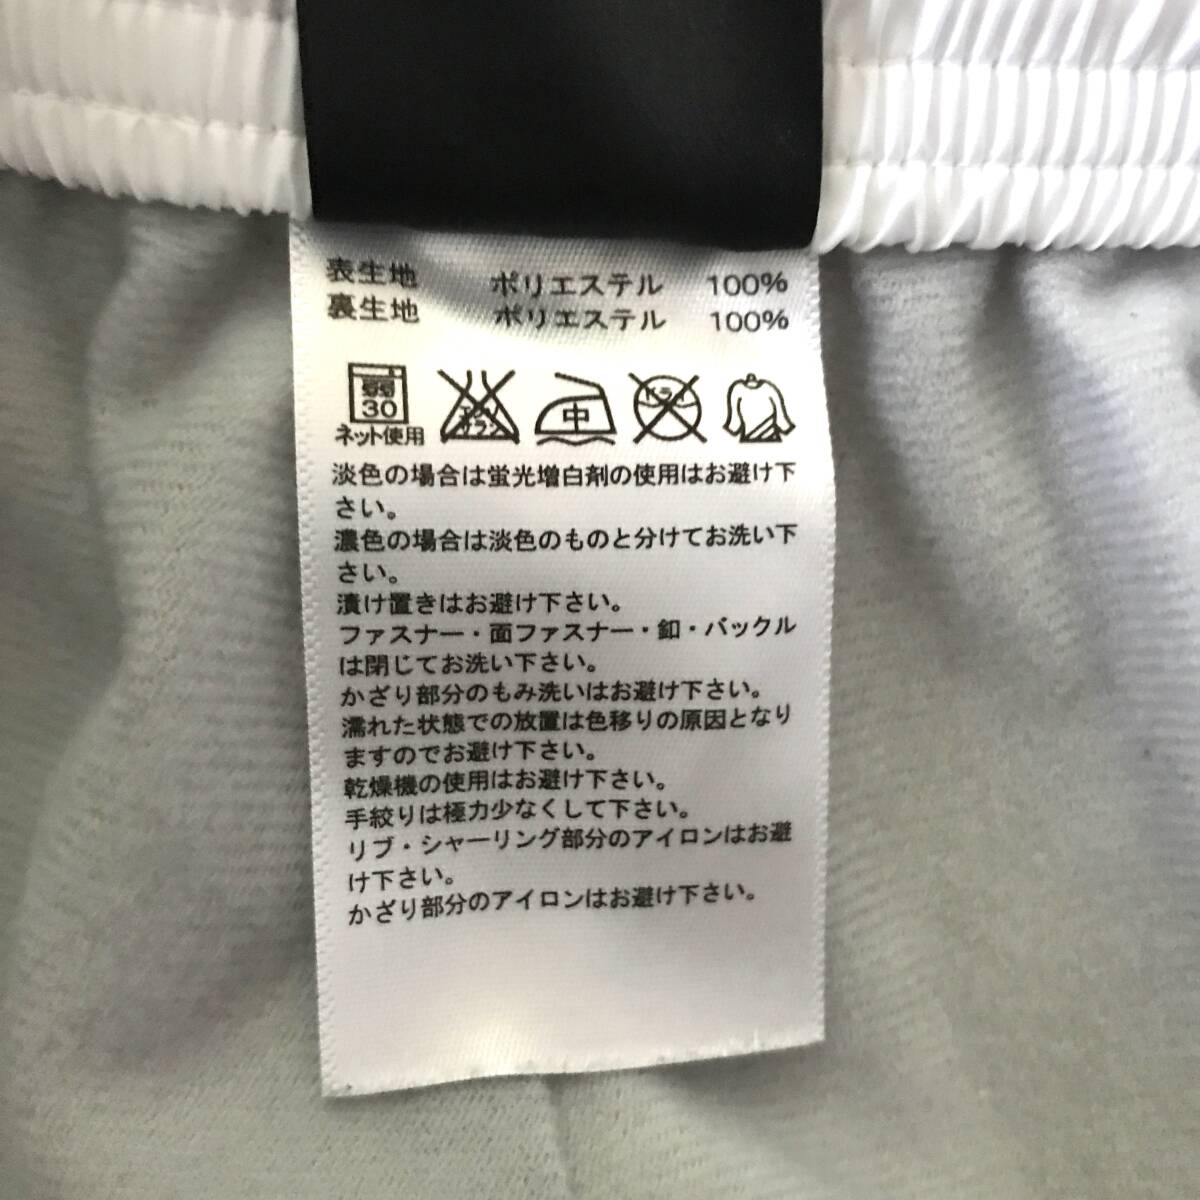 表生地 ポリエステル 100%
裏生地 ポリエステル 100%
弱
30
ネット使用
エンソ
サラシ
中
ドライ
淡色の場合は蛍光増白剤の使用はお避け下
さい。
濃色の場合は淡色のものと分けてお洗い下
さい。
漬け置きはお避け下さい。
ファスナー・面ファスナー・釦・バックル
は閉じてお洗い下さい。
かざり部分のもみ洗いはお避け下さい。
濡れた状態での放置は色移りの原因となり
ますのでお避け下さい。
乾燥機の使用はお避け下さい。
手絞りは極力少なくして下さい。
リブ・シャーリング部分のアイロンはお避
け下さい。
かざり部分のアイロンはお避け下さい。